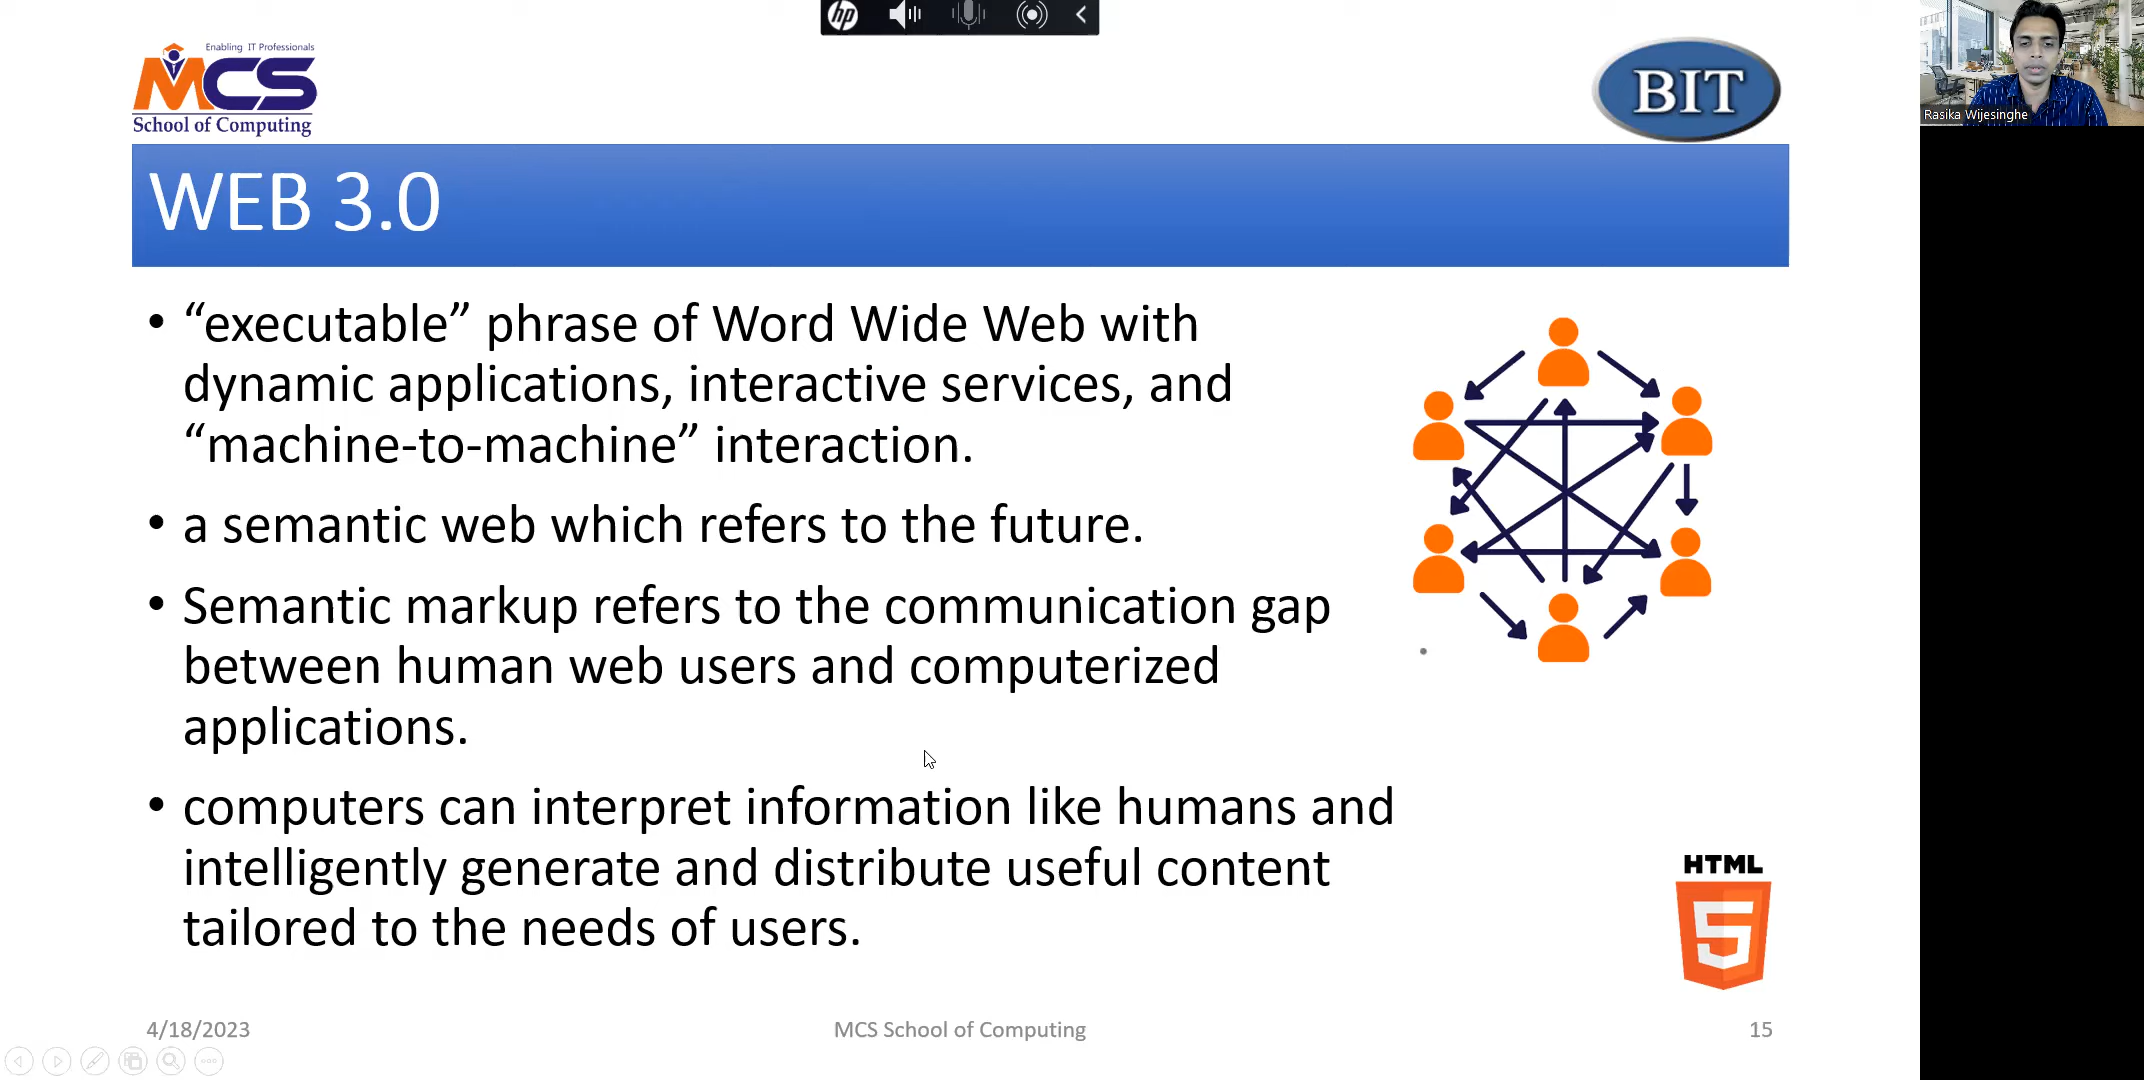 hp
Enabling IT Professionals
MCS
School of Computing
BIT
Rasika Wijesinghe
WEB 3.0
• “executable” phrase of Word Wide Web with
dynamic applications, interactive services, and
“machine-to-machine” interaction.
• a semantic web which refers to the future.
• Semantic markup refers to the communication gap
between human web users and computerized
applications.
• computers can interpret information like humans and
intelligently generate and distribute useful content
tailored to the needs of users.
HTML
5
4/18/2023
MCS School of Computing
15